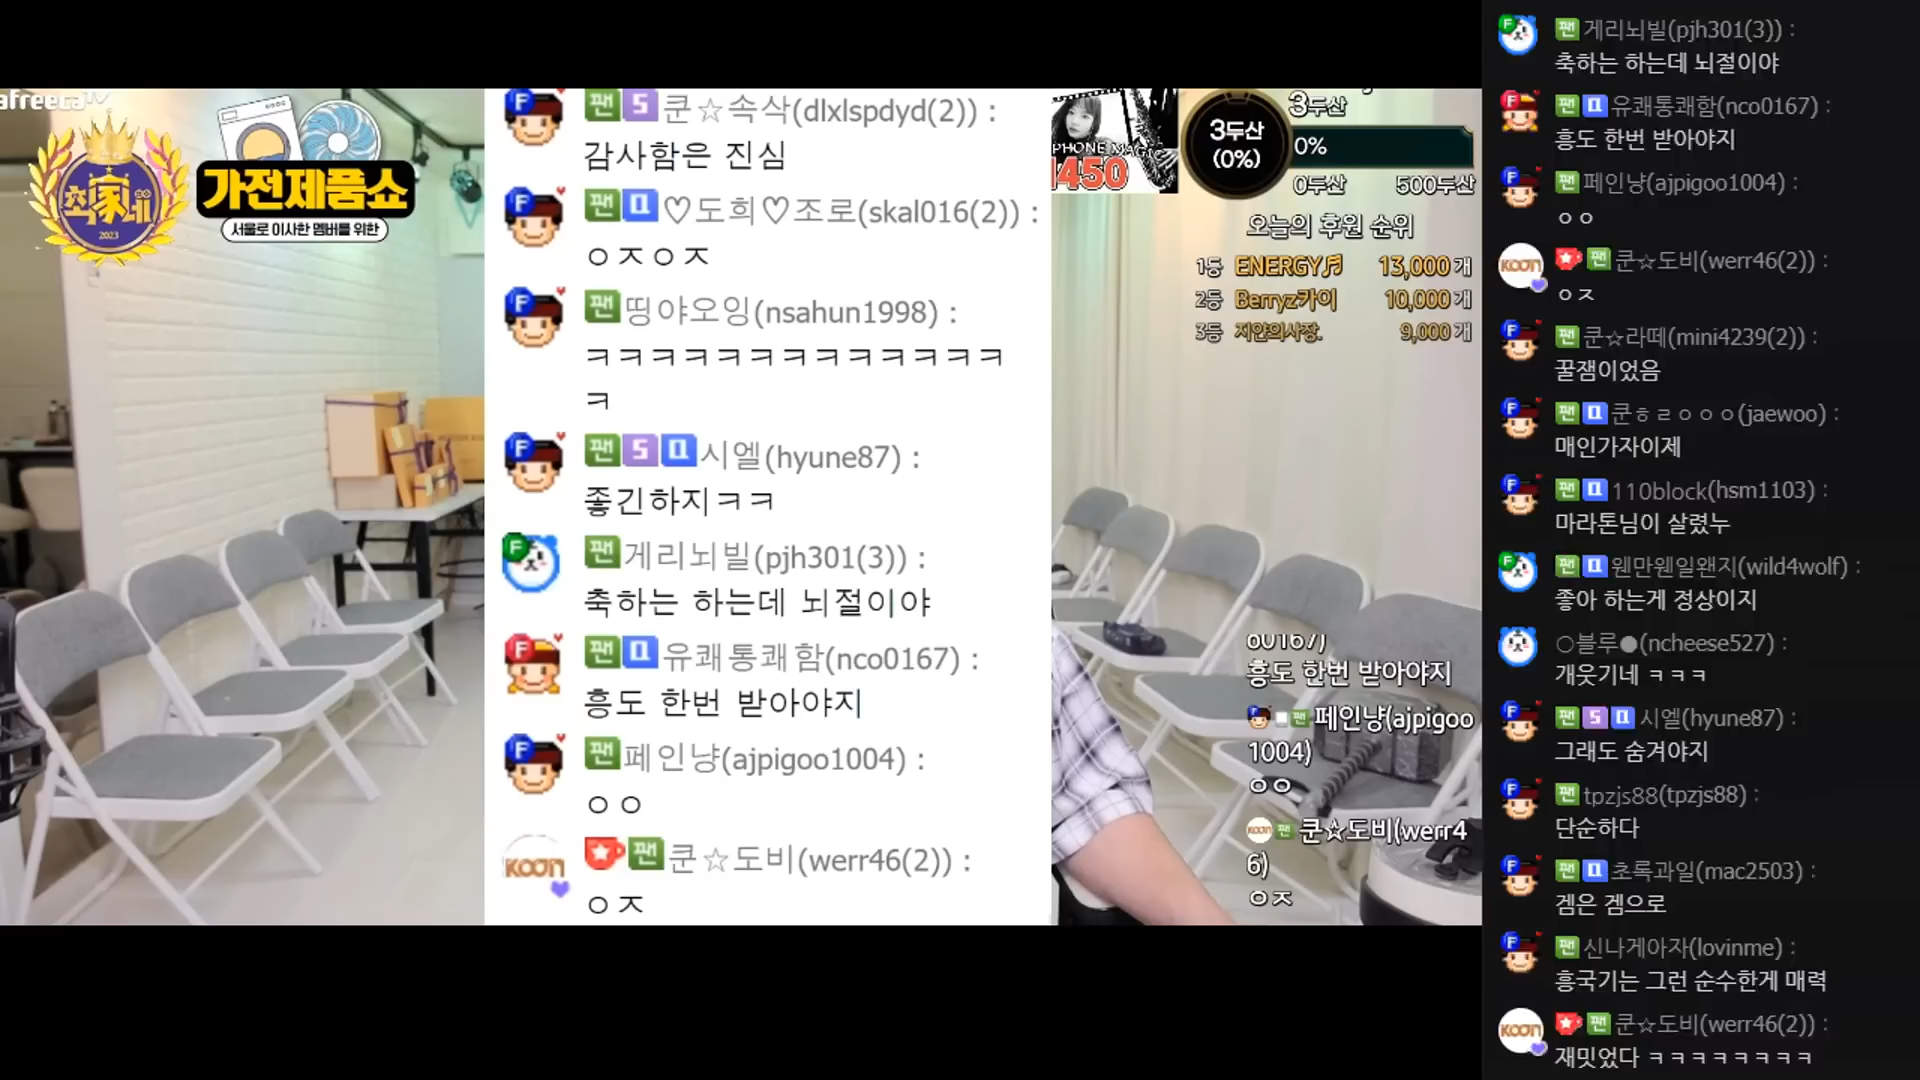 afreecaTV
최家네
2023
가전제품쇼
서울로 이사한 멤버를 위한
팬 S 쿤☆속삭(dlxlspdyd(2)) :
감사함은 진심
팬 ♡도희♡조로(skal016(2)) :
ㅇㅈㅇㅈ
팬 띵야오잉(nsahun1998) :
ㅋㅋㅋㅋㅋㅋㅋㅋㅋㅋㅋㅋㅋ
ㅋ
팬 S 시엘(hyune87) :
좋긴하지ㅋㅋ
팬 게리뇌빌(pjh301(3)) :
축하는 하는데 뇌절이야
팬 유쾌통쾌함(nco0167) :
흥도 한번 받아야지
팬 페인냥(ajpigoo1004) :
ㅇㅇ
KOON 팬 쿤☆도비(werr46(2)) :
ㅇㅈ
PHONE MAGIC
1450
3두산
(0%)
3두산
0%
0두산 500두산
오늘의 후원 순위
1등 ENERGY♬ 13,000 개
2등 Berryz카이 10,000 개
3등 지얀의사장. 9,000 개
흥도 한번 받아야지
팬 페인냥(ajpigoo
1004)
ㅇㅇ
KOON 팬 쿤☆도비(werr4
6)
ㅇㅈ
팬 게리뇌빌(pjh301(3)) :
축하는 하는데 뇌절이야
팬 유쾌통쾌함(nco0167) :
흥도 한번 받아야지
팬 페인냥(ajpigoo1004) :
ㅇㅇ
KOON 팬 쿤☆도비(werr46(2)) :
ㅇㅈ
팬 쿤☆라떼(mini4239(2)) :
꿀잼이었음
팬 쿤ㅎㄹㅇㅇㅇ(jaewoo) :
매인가자이제
팬 110block(hsm1103) :
마라톤님이 살렸누
팬 웬만웬일왠지(wild4wolf) :
좋아 하는게 정상이지
○블루●(ncheese527) :
개웃기네 ㅋㅋㅋ
팬 S 시엘(hyune87) :
그래도 숨겨야지
팬 tpzjs88(tpzjs88) :
단순하다
팬 초록과일(mac2503) :
겜은 겜으로
팬 신나게아자(lovinme) :
흥국기는 그런 순수한게 매력
KOON 팬 쿤☆도비(werr46(2)) :
재밋었다 ㅋㅋㅋㅋㅋㅋㅋㅋ